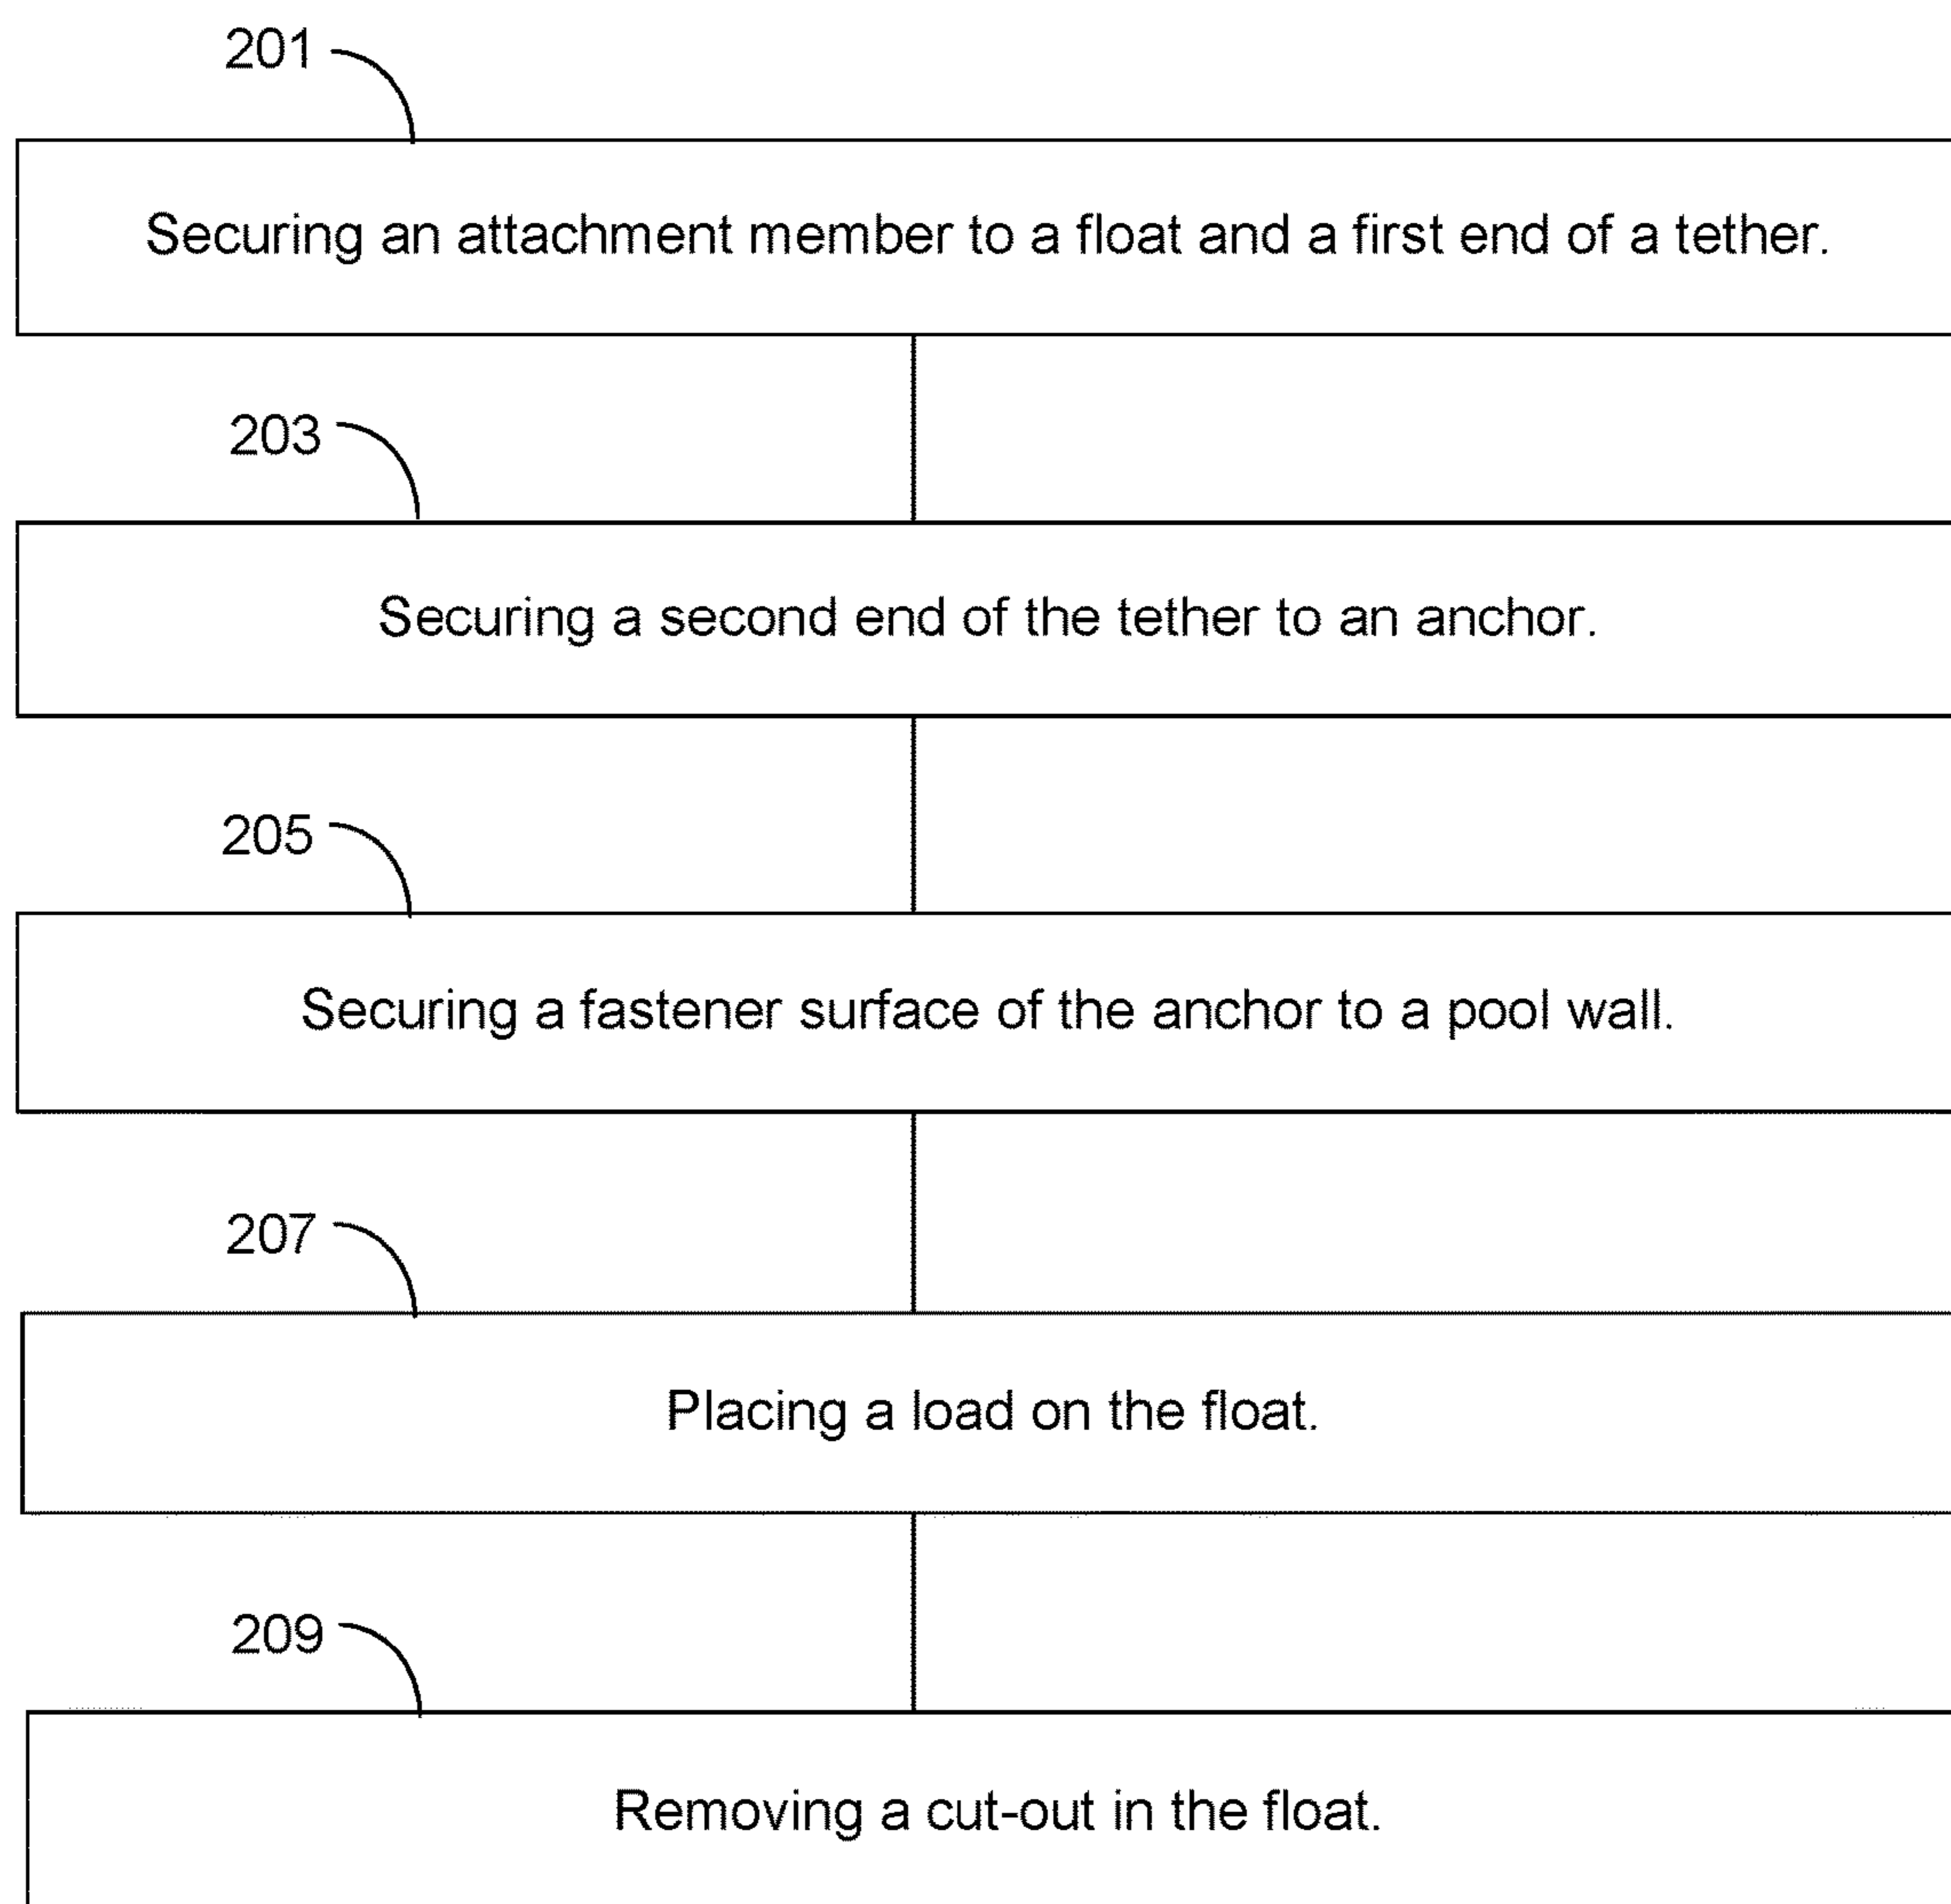 201
Securing an attachment member to a float and a first end of a tether.
203
Securing a second end of the tether to an anchor.
205
Securing a fastener surface of the anchor to a pool wall.
207
Placing a load on the float.
209
Removing a cut-out in the float.